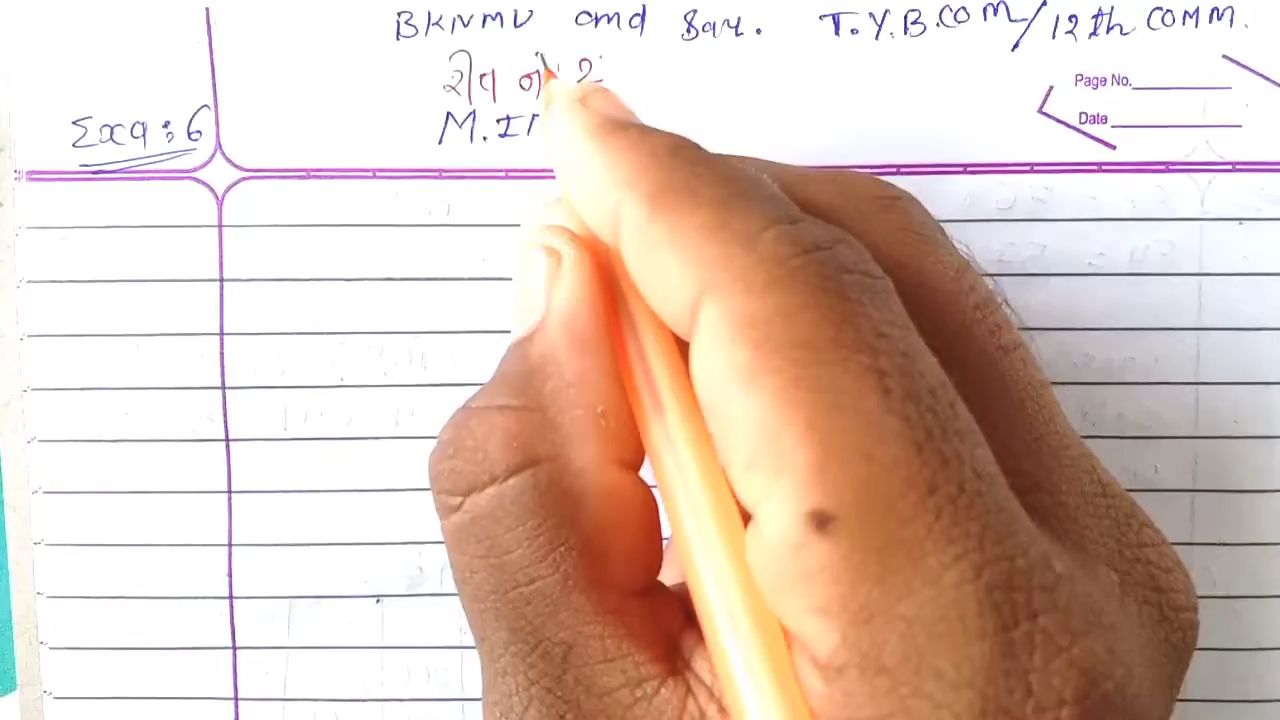 BKNMU and Sau. T.Y.B.COM/12th COMM.
રીત નં
Page No.
Exa : 6
M.I
Date